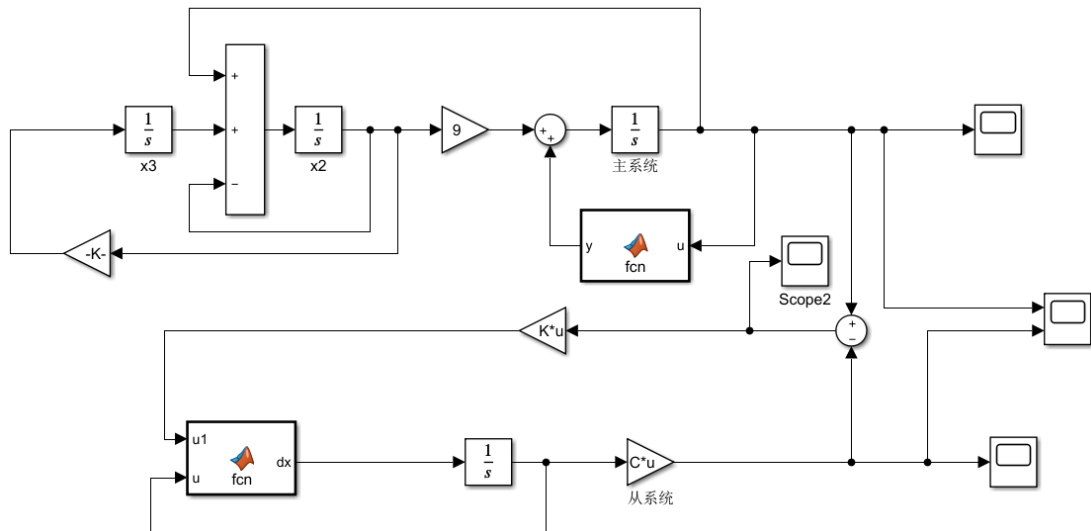 +
1
s
x3
+
−
1
s
x2
9
+
+
1
s
主系统
-K-
y
fcn
u
Scope2
K*u
+
−
u1
u
fcn
dx
1
s
C*u
从系统